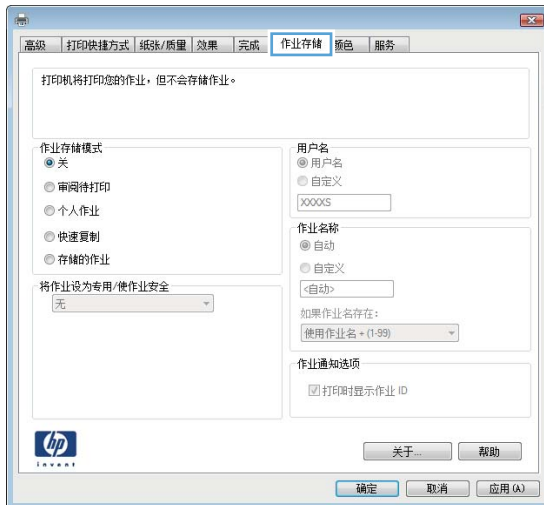 高级 打印快捷方式 纸张/质量 效果 完成 作业存储 颜色 服务
打印机将打印您的作业，但不会存储作业。
作业存储模式
关
审阅待打印
个人作业
快速复制
存储的作业
将作业设为专用/使作业安全
无
用户名
用户名
自定义
XXXXS
作业名称
自动
自定义
<自动>
如果作业名存在：
使用作业名 + (1-99)
作业通知选项
打印时显示作业 ID
hp
invent
关于... 帮助
确定 取消 应用 (A)